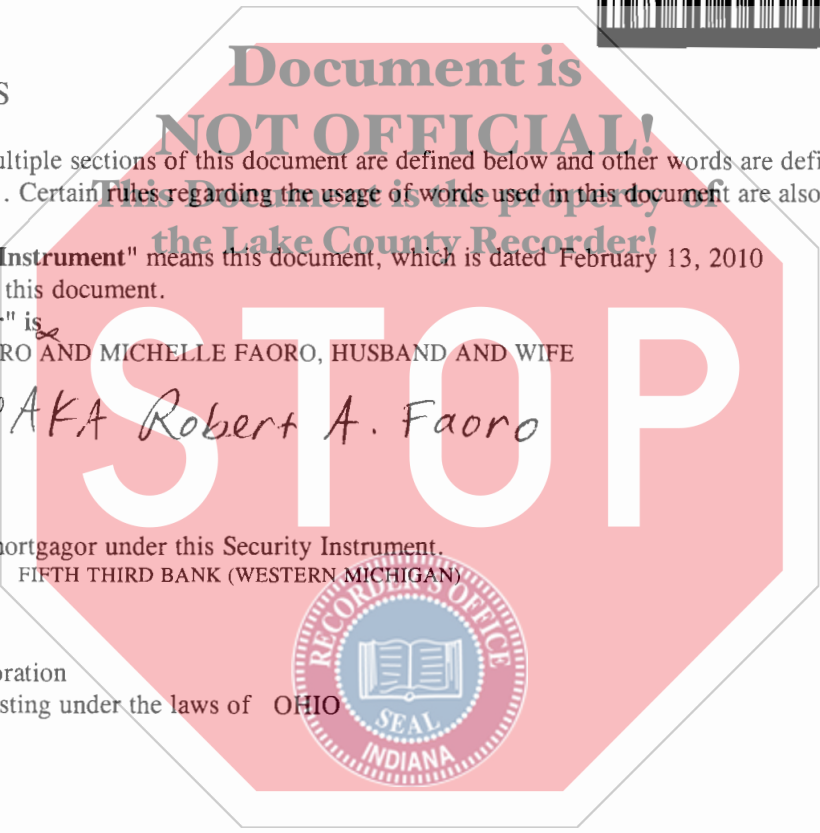 Document is
S
NOT OFFICIAL!
ultiple sections of this document are defined below and other words are defi
. Certain rules regarding the usage of words used in this document are also
This Document is the property of
the Lake County Recorder!
Instrument" means this document, which is dated February 13, 2010
this document.
" is
RO AND MICHELLE FAORO, HUSBAND AND WIFE
AKA Robert A. Faoro
STOP
ortgagor under this Security Instrument.
FIFTH THIRD BANK (WESTERN MICHIGAN)
RECORDER'S OFFICE
oration
sting under the laws of OHIO
SEAL
INDIANA